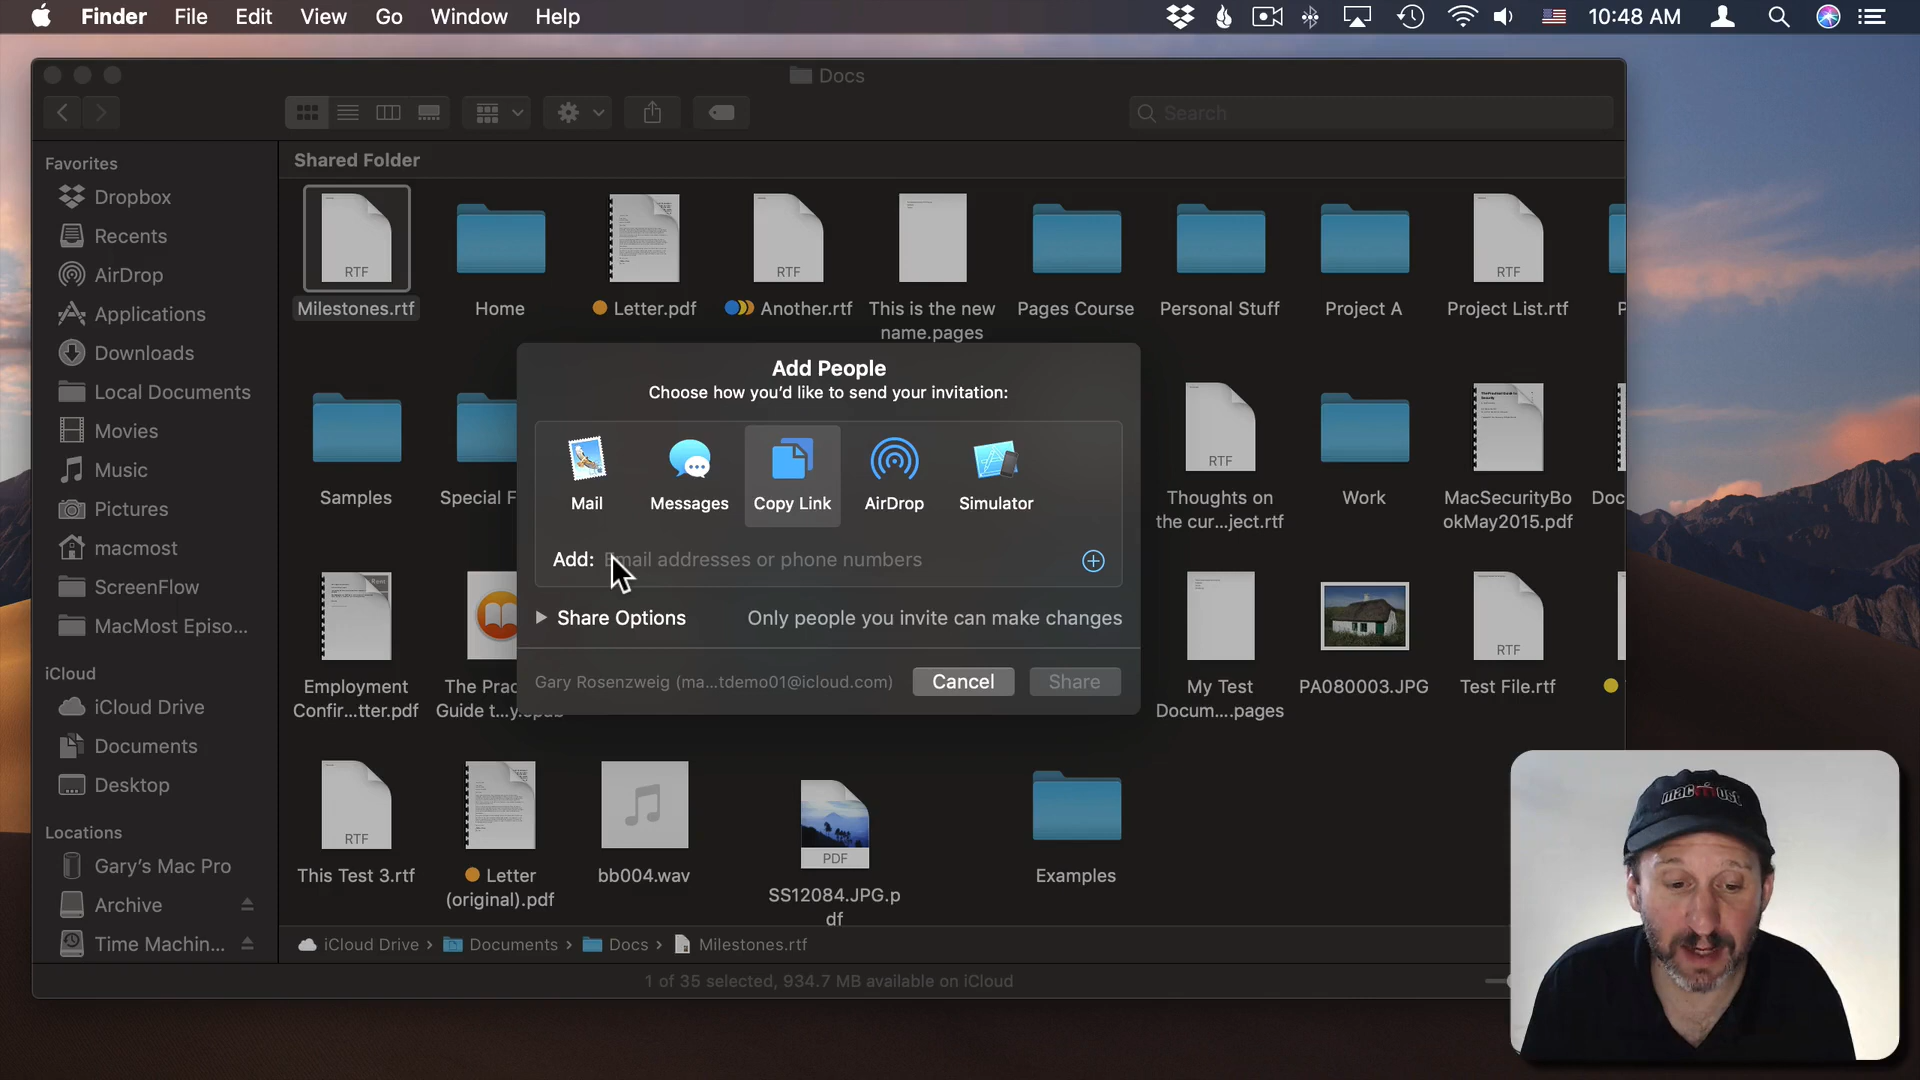 Finder File Edit View Go Window Help 10:48 AM
Docs
Search
Favorites
Dropbox
Recents
AirDrop
Applications
Downloads
Local Documents
Movies
Music
Pictures
macmost
ScreenFlow
MacMost Episo...
iCloud
iCloud Drive
Documents
Desktop
Locations
Gary's Mac Pro
Archive
Time Machin...
Shared Folder
RTF
RTF
RTF
Milestones.rtf
Home
Letter.pdf
Another.rtf
This is the new
name.pages
Pages Course
Personal Stuff
Project A
Project List.rtf
P
Add People
Choose how you'd like to send your invitation:
Mail
Messages
Copy Link
AirDrop
Simulator
Add: Email addresses or phone numbers
Share Options
Only people you invite can make changes
Gary Rosenzweig (ma...tdemo01@icloud.com)
Cancel
Share
RTF
Samples
Special F
Thoughts on
the cur...ject.rtf
Work
MacSecurityBo
okMay2015.pdf
Doc
RTF
Employment
Confir...tter.pdf
The Prac
Guide t...y.epub
My Test
Docum....pages
PA080003.JPG
Test File.rtf
RTF
PDF
This Test 3.rtf
Letter
(original).pdf
bb004.wav
SS12084.JPG.p
df
Examples
iCloud Drive › Documents › Docs › Milestones.rtf
1 of 35 selected, 934.7 MB available on iCloud
macmost